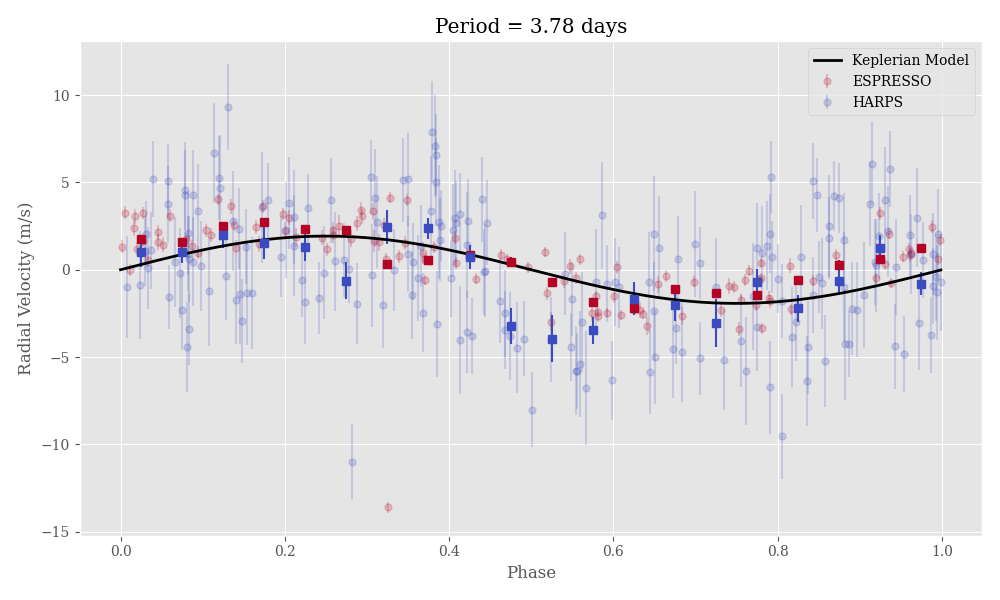 Period = 3.78 days
Keplerian Model
ESPRESSO
HARPS
Radial Velocity (m/s)
10
5
0
−5
−10
−15
0.0 0.2 0.4 0.6 0.8 1.0
Phase